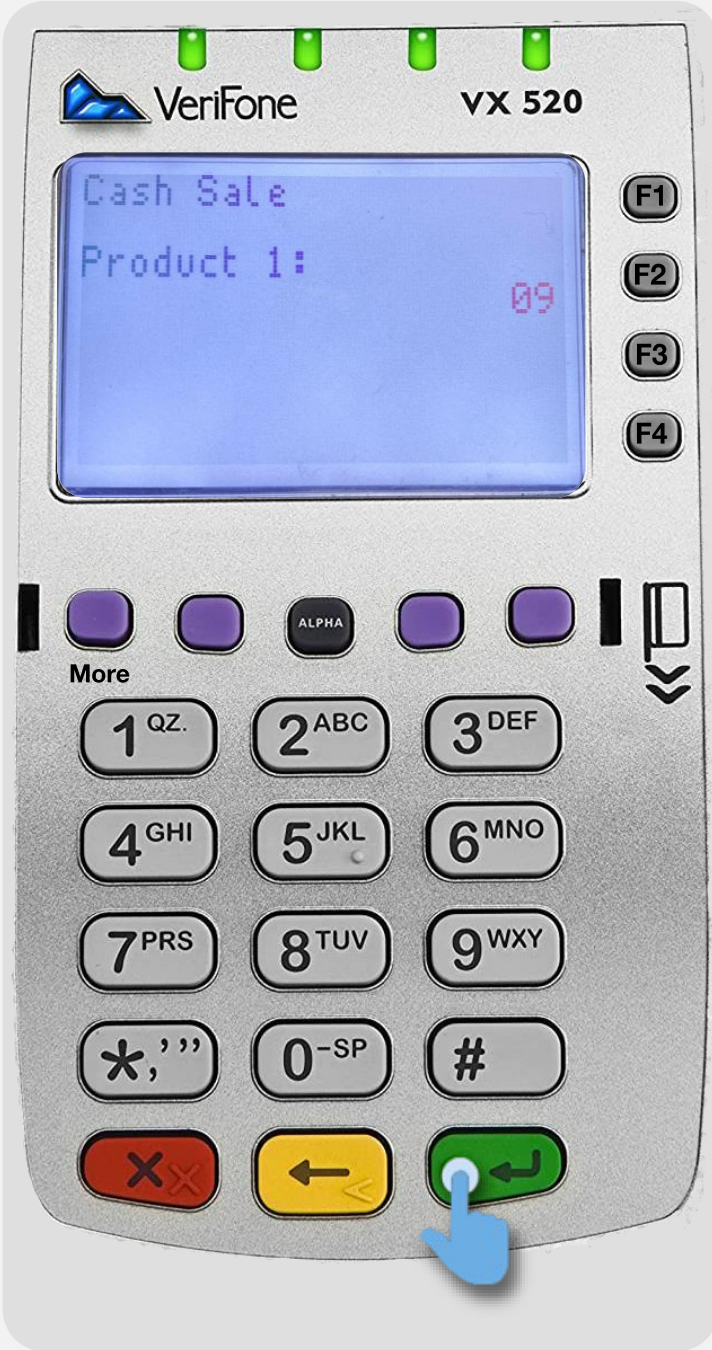 VeriFone VX 520
Cash Sale
Product 1:
09
F1
F2
F3
F4
ALPHA
More
1 QZ. 2 ABC 3 DEF
4 GHI 5 JKL 6 MNO
7 PRS 8 TUV 9 WXY
*,'" 0 -SP #